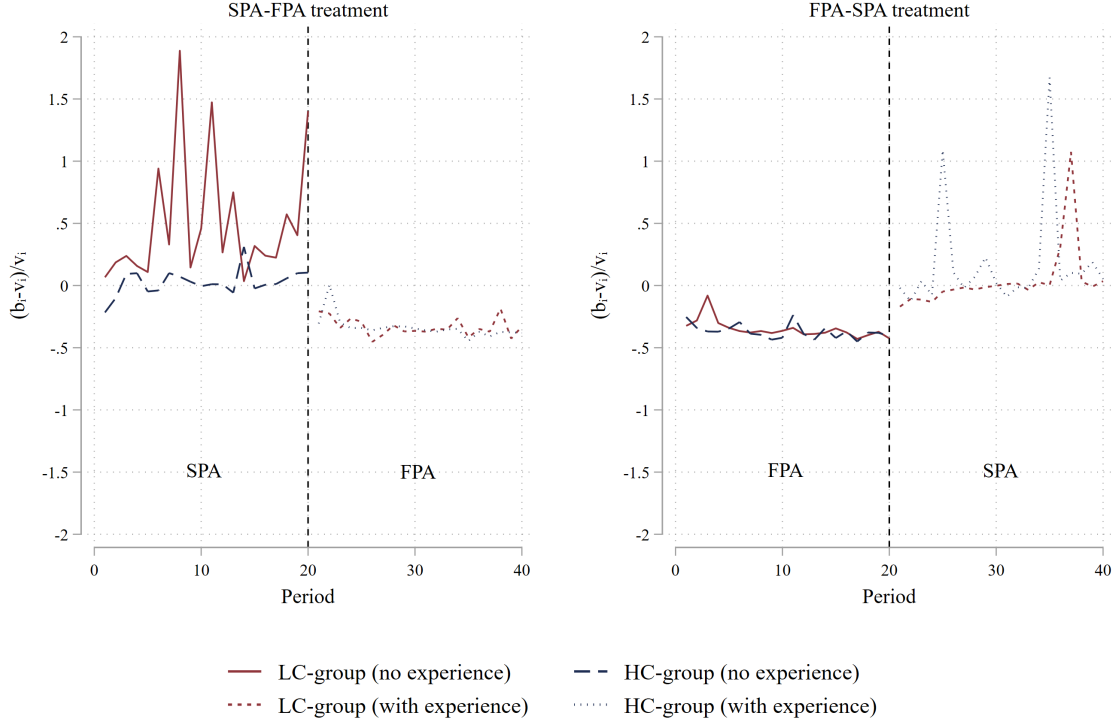 SPA-FPA treatment
2
1.5
1
.5
0
-.5
-1
-1.5
-2
(bᵢ-vᵢ)/vᵢ
SPA
FPA
0
10
20
30
40
Period
FPA-SPA treatment
2
1.5
1
.5
0
-.5
-1
-1.5
-2
(bᵢ-vᵢ)/vᵢ
FPA
SPA
0
10
20
30
40
Period
LC-group (no experience)
HC-group (no experience)
LC-group (with experience)
HC-group (with experience)